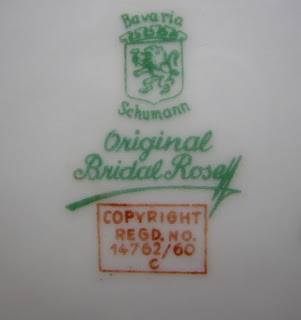 Bavaria
Schumann
Original
Bridal Rose
COPYRIGHT
REGD. NO.
14762/60
C